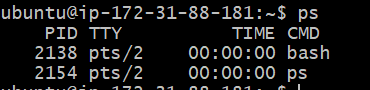 ubuntu@ip-172-31-88-181:~$ ps
    PID TTY          TIME CMD
   2138 pts/2    00:00:00 bash
   2154 pts/2    00:00:00 ps